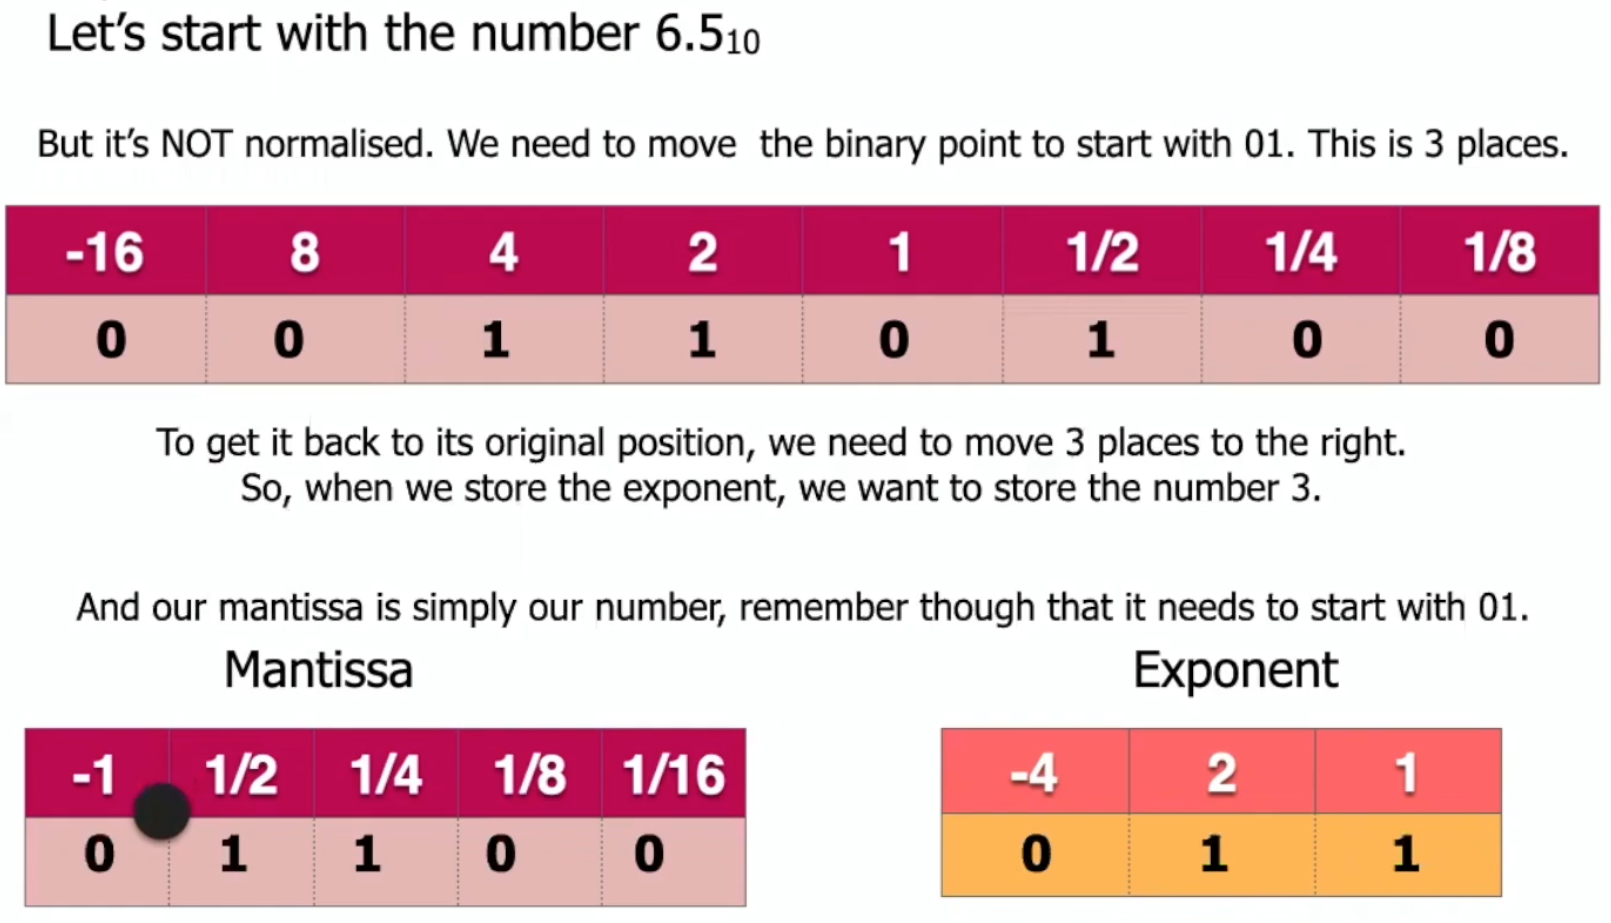 Let's start with the number 6.5₁₀
But it's NOT normalised. We need to move  the binary point to start with 01. This is 3 places.
-16 8 4 2 1 1/2 1/4 1/8
0 0 1 1 0 1 0 0
To get it back to its original position, we need to move 3 places to the right.
So, when we store the exponent, we want to store the number 3.
And our mantissa is simply our number, remember though that it needs to start with 01.
Mantissa
-1 1/2 1/4 1/8 1/16
0 1 1 0 0
Exponent
-4 2 1
0 1 1